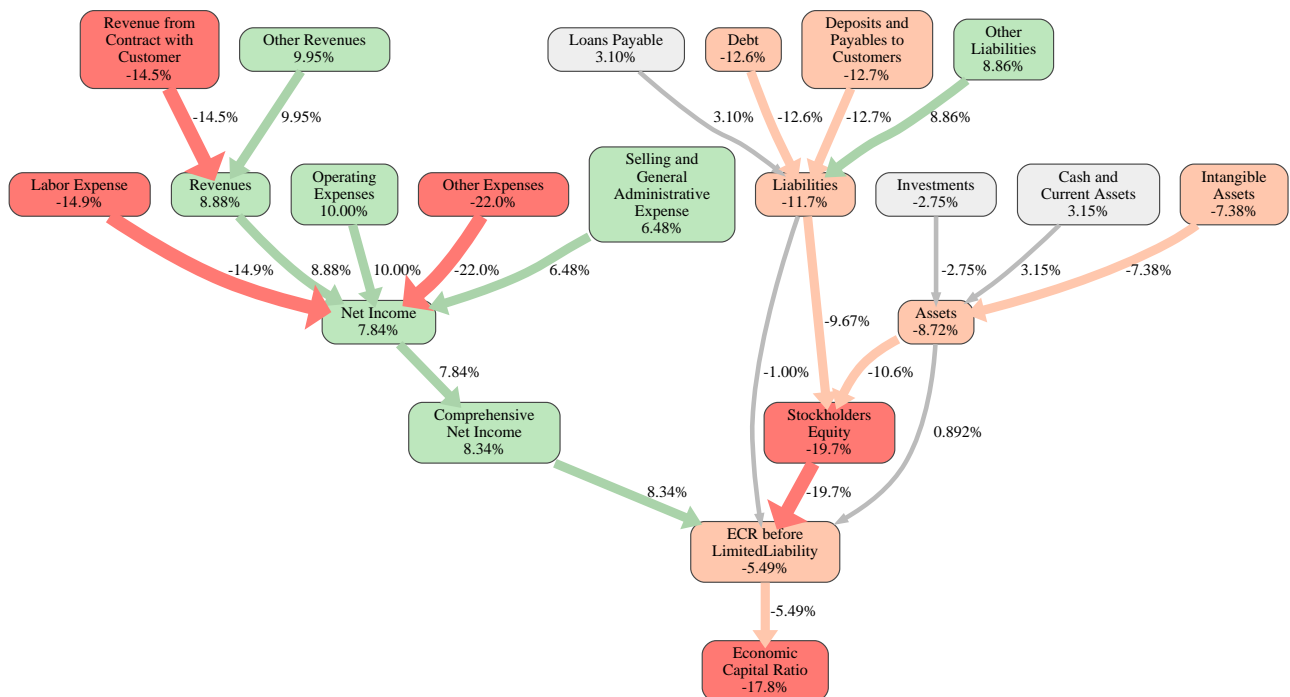 Revenue from
Contract with
Customer
-14.5%
Other Revenues
9.95%
Loans Payable
3.10%
Debt
-12.6%
Deposits and
Payables to
Customers
-12.7%
Other
Liabilities
8.86%
-14.5%
9.95%
3.10%
-12.6%
-12.7%
8.86%
Labor Expense
-14.9%
Revenues
8.88%
Operating
Expenses
10.00%
Other Expenses
-22.0%
Selling and
General
Administrative
Expense
6.48%
Liabilities
-11.7%
Investments
-2.75%
Cash and
Current Assets
3.15%
Intangible
Assets
-7.38%
-14.9%
8.88%
10.00%
-22.0%
6.48%
-2.75%
3.15%
-7.38%
Net Income
7.84%
-9.67%
Assets
-8.72%
7.84%
-1.00%
-10.6%
Comprehensive
Net Income
8.34%
Stockholders
Equity
-19.7%
0.892%
8.34%
-19.7%
ECR before
LimitedLiability
-5.49%
-5.49%
Economic
Capital Ratio
-17.8%